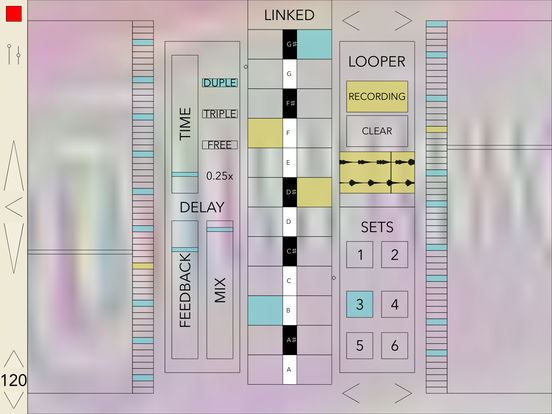 LINKED
G#
G
F#
F
E
D#
D
C#
C
B
A#
A
TIME
DUPLE
TRIPLE
FREE
0.25x
DELAY
FEEDBACK
MIX
LOOPER
RECORDING
CLEAR
SETS
1 2
3 4
5 6
120